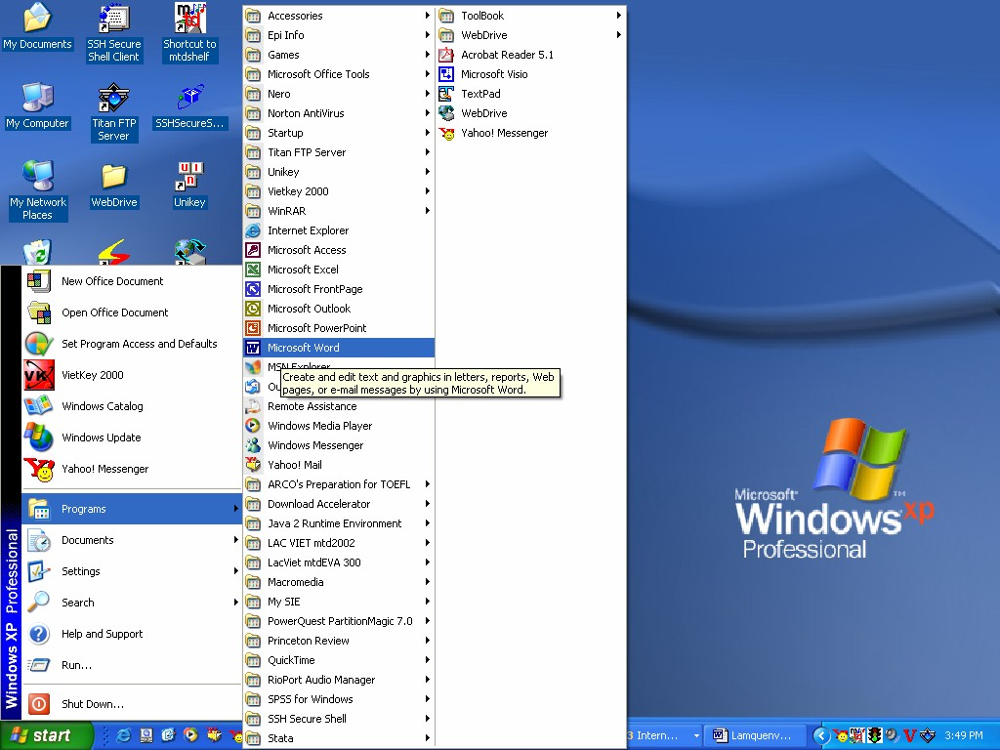 My Documents
SSH Secure
Shell Client
Shortcut to
mtdshelf
My Computer
Titan FTP
Server
SSHSecureS...
My Network
Places
WebDrive
Unikey
New Office Document
Open Office Document
Set Program Access and Defaults
VietKey 2000
Windows Catalog
Windows Update
Yahoo! Messenger
Programs
Documents
Settings
Search
Help and Support
Run...
Shut Down...
Windows XP Professional
Accessories
Epi Info
Games
Microsoft Office Tools
Nero
Norton AntiVirus
Startup
Titan FTP Server
Unikey
Vietkey 2000
WinRAR
Internet Explorer
Microsoft Access
Microsoft Excel
Microsoft FrontPage
Microsoft Outlook
Microsoft PowerPoint
Microsoft Word
MSN Explorer
Create and edit text and graphics in letters, reports, Web
pages, or e-mail messages by using Microsoft Word.
Remote Assistance
Windows Media Player
Windows Messenger
Yahoo! Mail
ARCO's Preparation for TOEFL
Download Accelerator
Java 2 Runtime Environment
LAC VIET mtd2002
LacViet mtdEVA 300
Macromedia
My SIE
PowerQuest PartitionMagic 7.0
Princeton Review
QuickTime
RioPort Audio Manager
SPSS for Windows
SSH Secure Shell
Stata
ToolBook
WebDrive
Acrobat Reader 5.1
Microsoft Visio
TextPad
WebDrive
Yahoo! Messenger
Microsoft®
Windows xp™
Professional
start
3 Intern...
Lamquenv...
3:49 PM